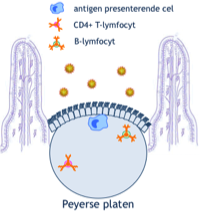 antigen presenterende cel
CD4+ T-lymfocyt
B-lymfocyt
Peyerse platen